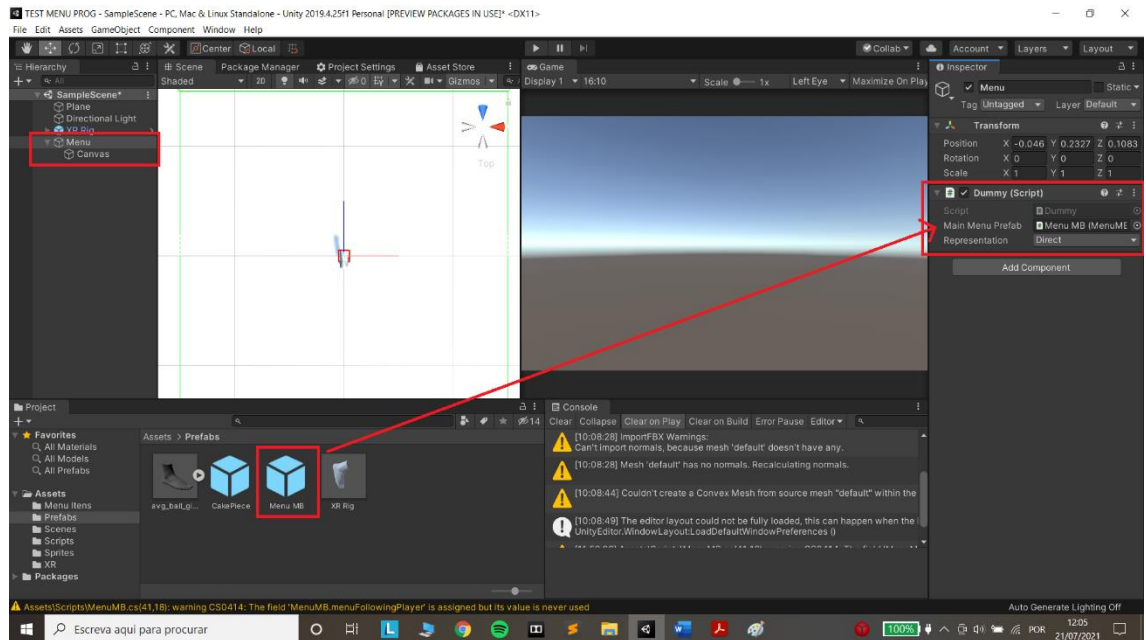 TEST MENU PROG - SampleScene - PC, Mac & Linux Standalone - Unity 2019.4.25f1 Personal [PREVIEW PACKAGES IN USE]* <DX11>
File Edit Assets GameObject Component Window Help
Center Local Collab Account Layers Layout
Hierarchy
All
SampleScene*
Plane
Directional Light
XR Rig
Menu
Canvas
Scene Package Manager Project Settings Asset Store
Shaded 2D 0 Gizmos
Top
Game
Display 1 16:10 Scale 1x Left Eye Maximize On Play
Inspector
Menu Static
Tag Untagged Layer Default
Transform
Position X -0.046 Y 0.2327 Z 0.1083
Rotation X 0 Y 0 Z 0
Scale X 1 Y 1 Z 1
Dummy (Script)
Script Dummy
Main Menu Prefab Menu MB (MenuME
Representation Direct
Add Component
Project
14
Favorites
All Materials
All Models
All Prefabs
Assets
Menu Itens
Prefabs
Scenes
Scripts
Sprites
XR
Packages
Assets > Prefabs
avg_ball_gi... CakePiece Menu MB XR Rig
Console
Clear Collapse Clear on Play Clear on Build Error Pause Editor
[10:08:28] ImportFBX Warnings:
Can't import normals, because mesh 'default' doesn't have any.
[10:08:28] Mesh 'default' has no normals. Recalculating normals.
[10:08:44] Couldn't create a Convex Mesh from source mesh "default" within the
[10:08:49] The editor layout could not be fully loaded, this can happen when the
UnityEditor.WindowLayout:LoadDefaultWindowPreferences ()
Assets\Scripts\MenuMB.cs(41,18): warning CS0414: The field 'MenuMB.menuFollowingPlayer' is assigned but its value is never used
Auto Generate Lighting Off
Escreva aqui para procurar
100%
POR
12:05
21/07/2021